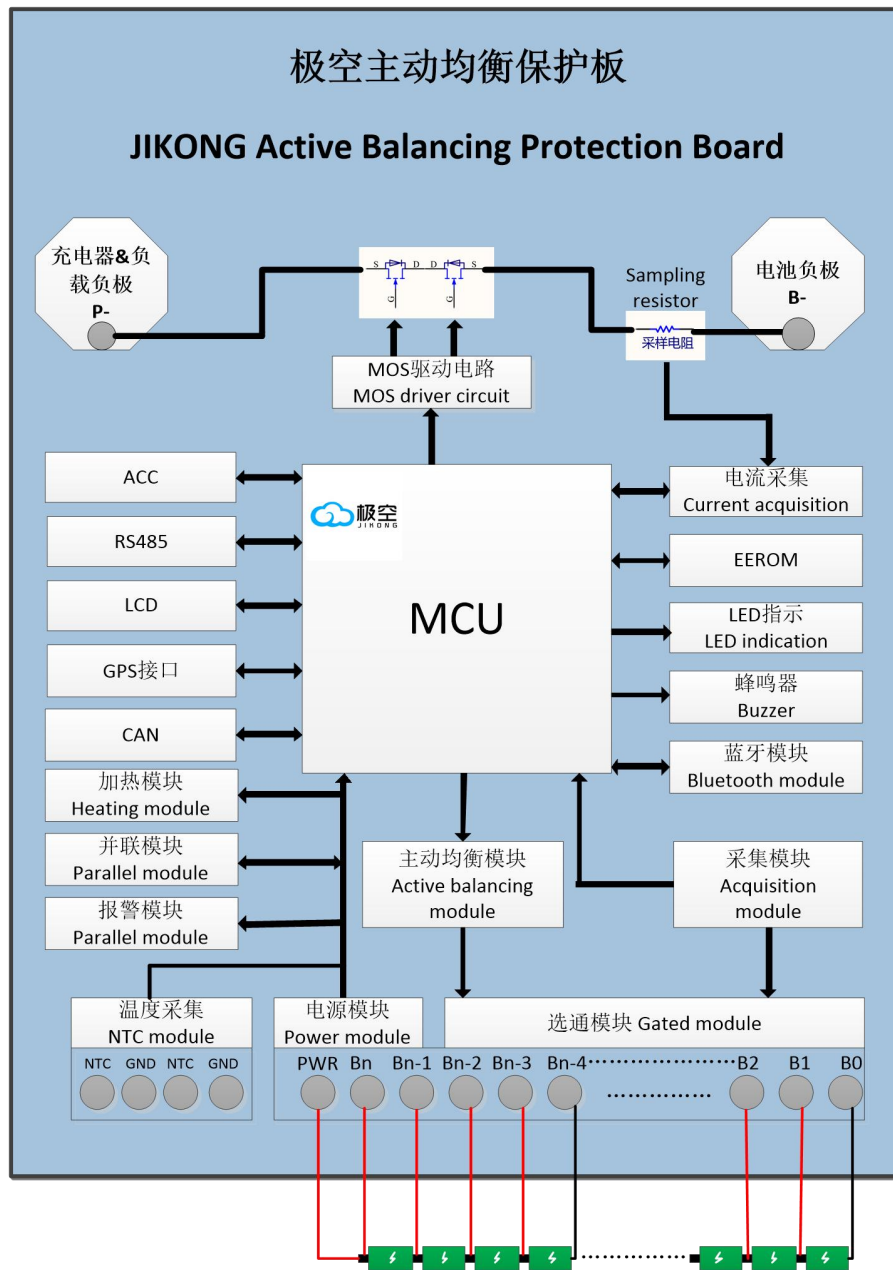 极空主动均衡保护板
JIKONG Active Balancing Protection Board
充电器&负
载负极
P-
S
D
D
S
G
G
Sampling
resistor
采样电阻
电池负极
B-
MOS驱动电路
MOS driver circuit
ACC
RS485
LCD
GPS接口
CAN
加热模块
Heating module
并联模块
Parallel module
报警模块
Parallel module
极空
JIKONG
MCU
电流采集
Current acquisition
EEROM
LED指示
LED indication
蜂鸣器
Buzzer
蓝牙模块
Bluetooth module
主动均衡模块
Active balancing
module
采集模块
Acquisition
module
温度采集
NTC module
电源模块
Power module
选通模块 Gated module
NTC GND NTC GND
PWR Bn Bn-1 Bn-2 Bn-3 Bn-4······················B2 B1 B0
···············
···············